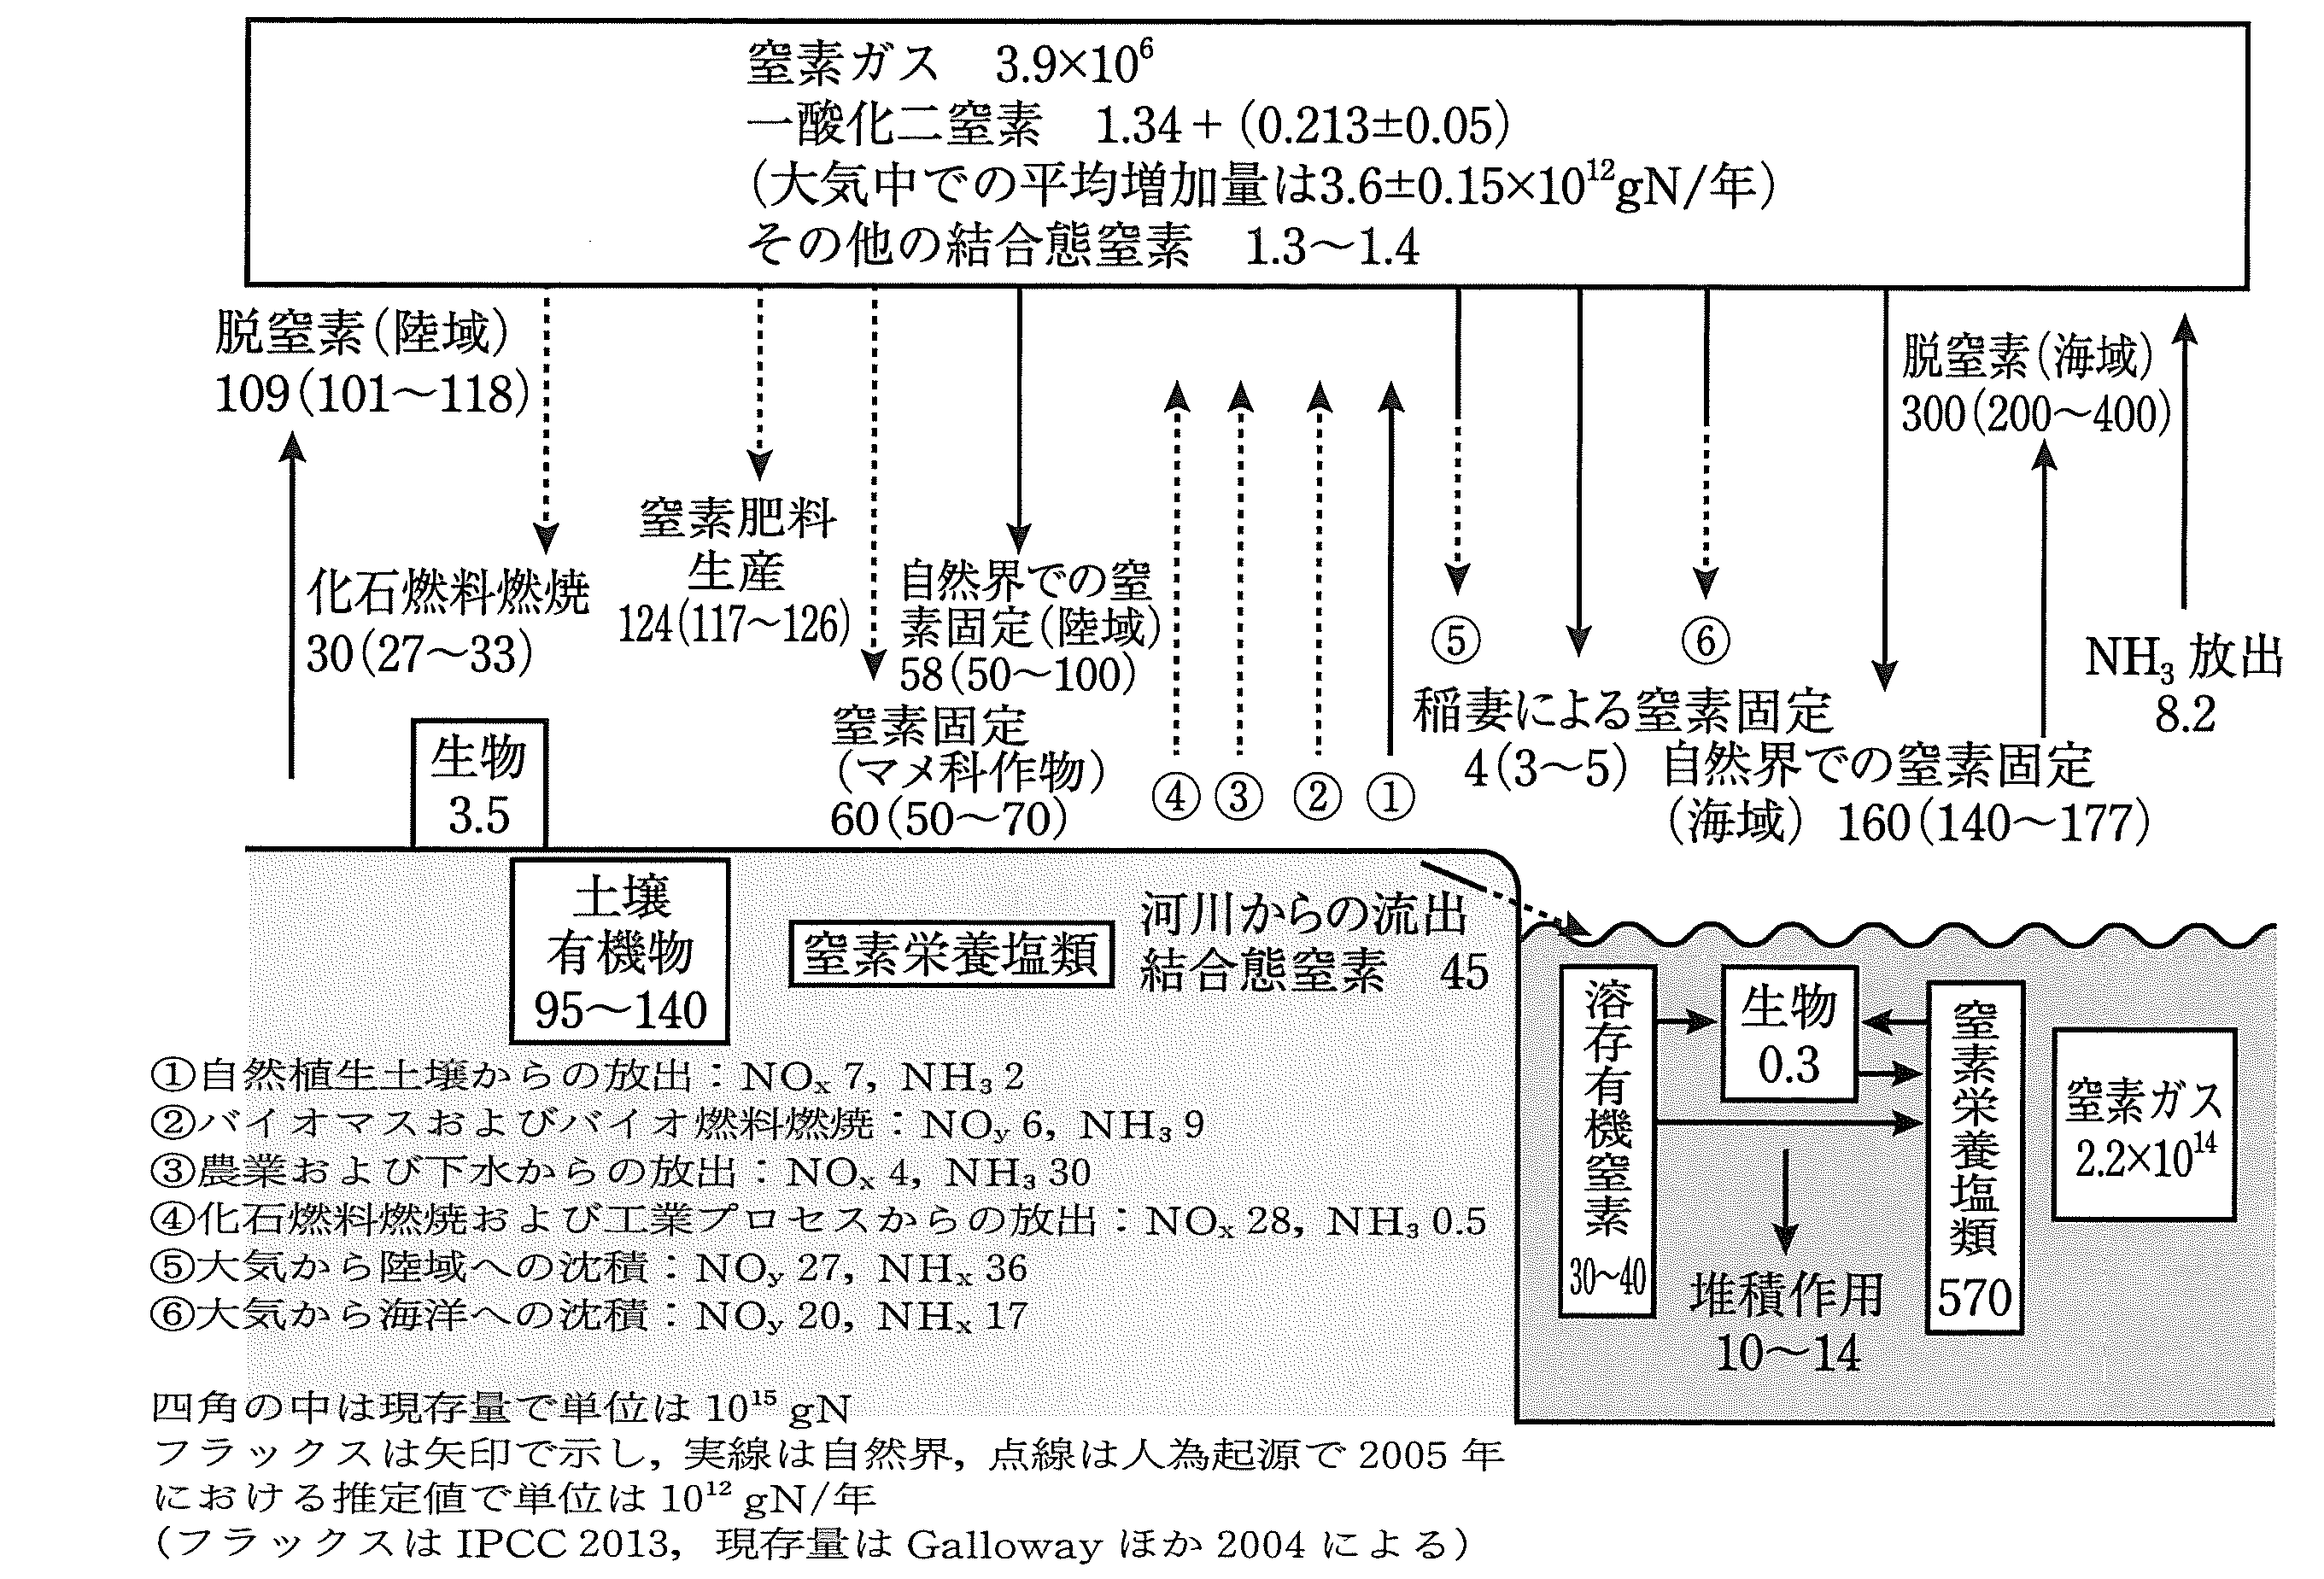 窒素ガス　3.9×10⁶
一酸化二窒素　1.34＋(0.213±0.05)
(大気中での平均増加量は3.6±0.15×10¹²gN/年)
その他の結合態窒素　1.3〜1.4
脱窒素(陸域)
109(101〜118)
化石燃料燃焼
30(27〜33)
窒素肥料
生産
124(117〜126)
自然界での窒
素固定(陸域)
58(50〜100)
窒素固定
(マメ科作物)
60(50〜70)
④
③
②
①
⑤
⑥
稲妻による窒素固定
4(3〜5)
自然界での窒素固定
(海域) 160(140〜177)
脱窒素(海域)
300(200〜400)
NH₃ 放出
8.2
生物
3.5
土壌
有機物
95〜140
窒素栄養塩類
河川からの流出
結合態窒素　45
溶存有機窒素
30〜40
生物
0.3
窒素栄養塩類
570
窒素ガス
2.2×10¹⁴
堆積作用
10〜14
①自然植生土壌からの放出：NOₓ 7, NH₃ 2
②バイオマスおよびバイオ燃料燃焼：NOy 6, NH₃ 9
③農業および下水からの放出：NOₓ 4, NH₃ 30
④化石燃料燃焼および工業プロセスからの放出：NOₓ 28, NH₃ 0.5
⑤大気から陸域への沈積：NOy 27, NHₓ 36
⑥大気から海洋への沈積：NOy 20, NHₓ 17
四角の中は現存量で単位は 10¹⁵ gN
フラックスは矢印で示し, 実線は自然界, 点線は人為起源で 2005 年
における推定値で単位は 10¹² gN/年
(フラックスは IPCC 2013, 現存量は Galloway ほか 2004 による)